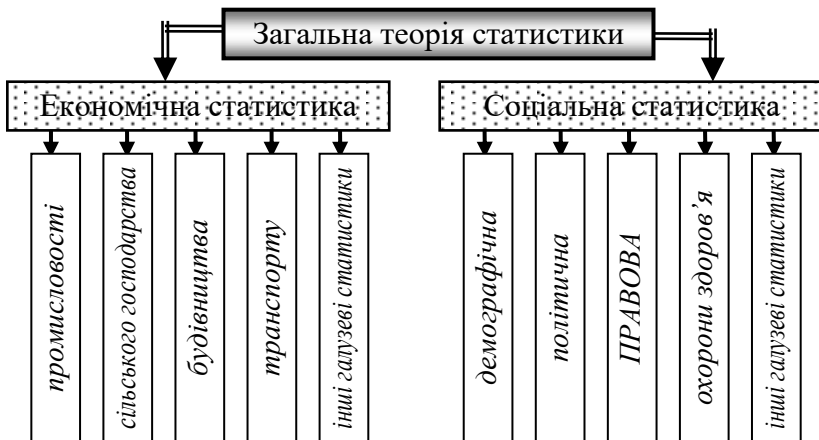 Загальна теорія статистики
Економічна статистика
Соціальна статистика
промисловості
сільського господарства
будівництва
транспорту
інші галузеві статистики
демографічна
політична
ПРАВОВА
охорони здоров’я
інші галузеві статистики